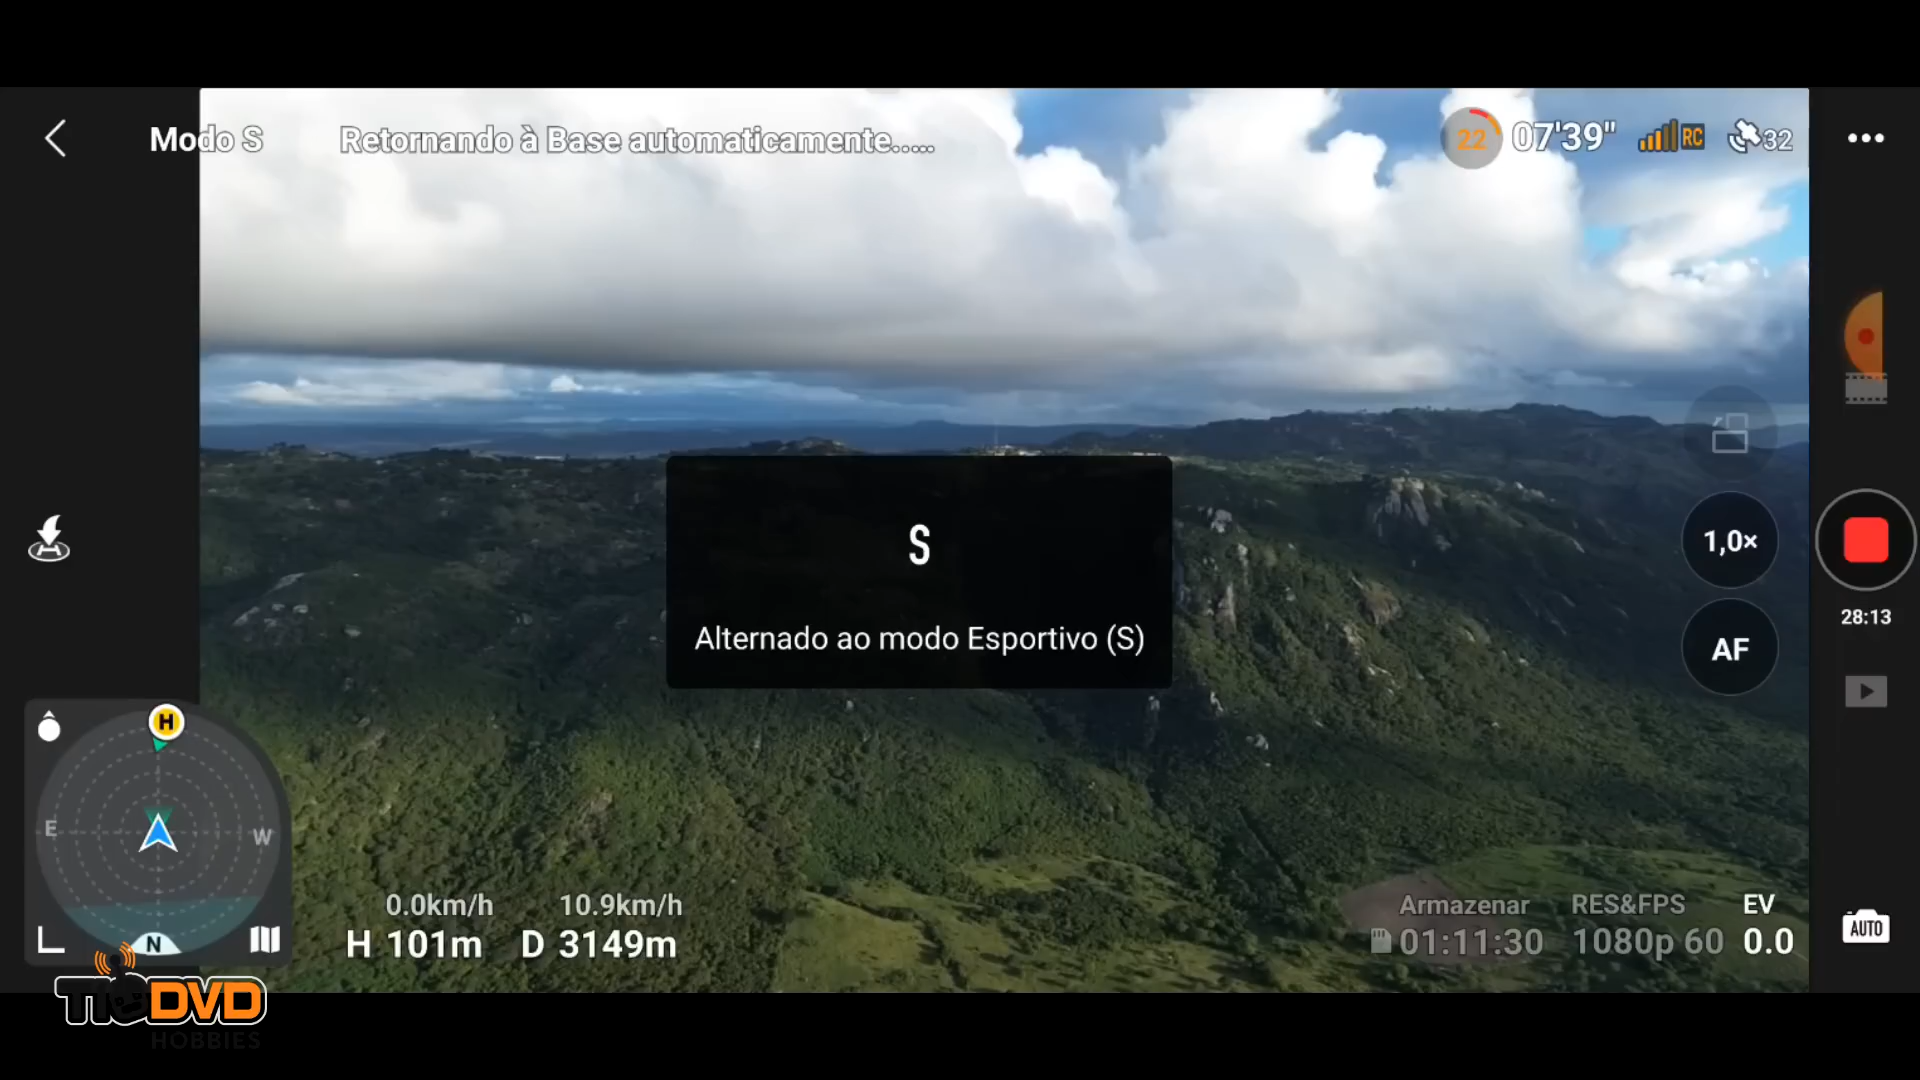 Modo S
Retornando à Base automaticamente.....
22
07'39"
RC
32
S
Alternado ao modo Esportivo (S)
1,0×
AF
28:13
H
E
W
N
0.0km/h
10.9km/h
H 101m
D 3149m
Armazenar
01:11:30
RES&FPS
1080p 60
EV
0.0
AUTO
TIODVD
HOBBIES